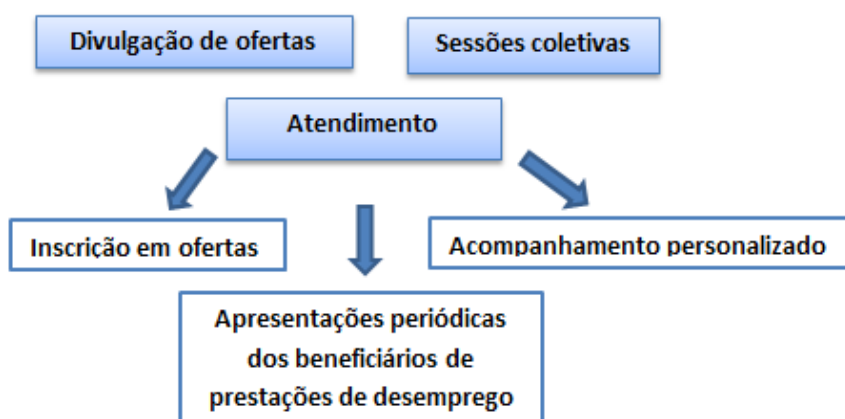 Divulgação de ofertas
Sessões coletivas
Atendimento
Inscrição em ofertas
Acompanhamento personalizado
Apresentações periódicas
dos beneficiários de
prestações de desemprego